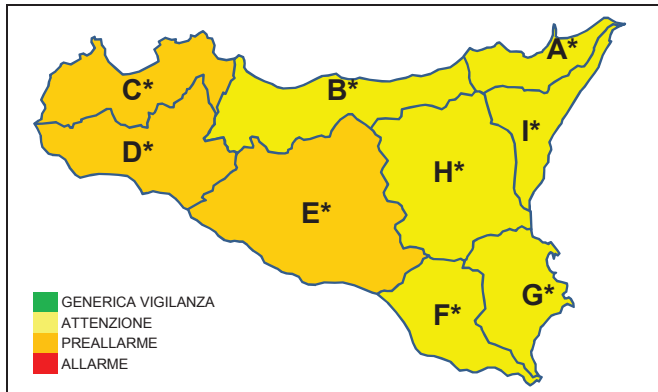 A*
B*
C*
I*
D*
H*
E*
G*
F*
GENERICA VIGILANZA
ATTENZIONE
PREALLARME
ALLARME